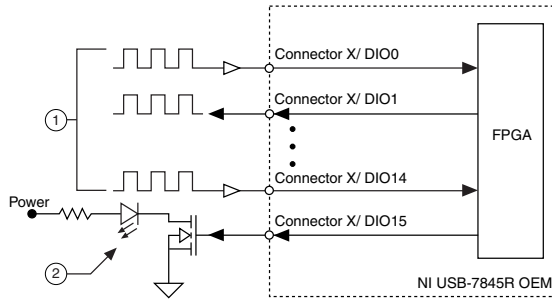 Connector X/ DIO0
Connector X/ DIO1
1
FPGA
Connector X/ DIO14
Power
Connector X/ DIO15
2
NI USB-7845R OEM